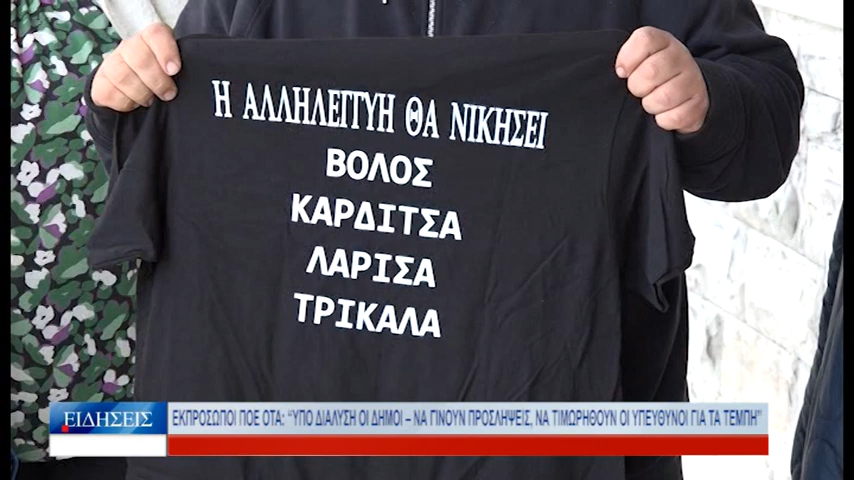 Η ΑΛΛΗΛΕΓΓΥΗ ΘΑ ΝΙΚΗΣΕΙ
ΒΟΛΟΣ
ΚΑΡΔΙΤΣΑ
ΛΑΡΙΣΑ
ΤΡΙΚΑΛΑ
ΕΙΔΗΣΕΙΣ
ΕΚΠΡΟΣΩΠΟΙ ΠΟΕ ΟΤΑ: “ΥΠΟ ΔΙΑΛΥΣΗ ΟΙ ΔΗΜΟΙ – ΝΑ ΓΙΝΟΥΝ ΠΡΟΣΛΗΨΕΙΣ, ΝΑ ΤΙΜΩΡΗΘΟΥΝ ΟΙ ΥΠΕΥΘΥΝΟΙ ΓΙΑ ΤΑ ΤΕΜΠΗ”